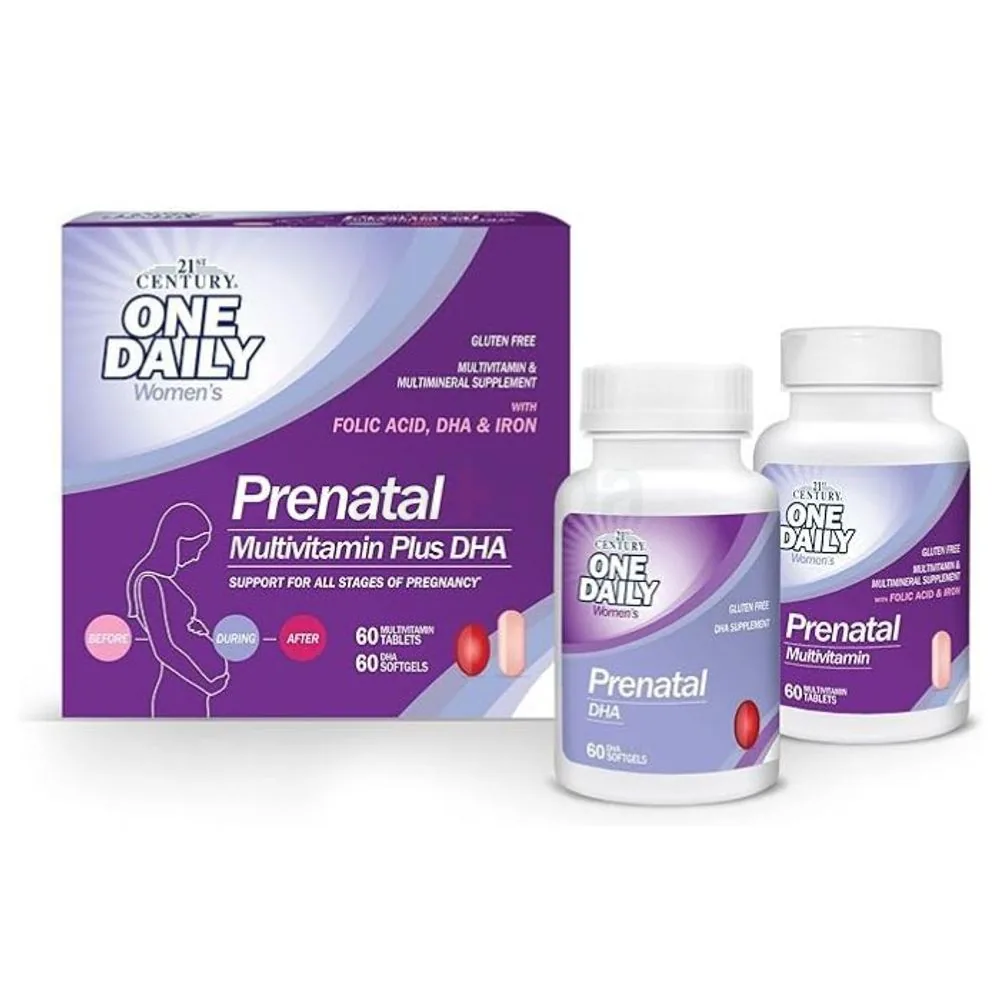 21ST
CENTURY®
ONE
DAILY
Women's
GLUTEN FREE
MULTIVITAMIN &
MULTIMINERAL SUPPLEMENT
WITH
FOLIC ACID, DHA & IRON
Prenatal
Multivitamin Plus DHA
SUPPORT FOR ALL STAGES OF PREGNANCY*
BEFORE DURING AFTER
60 MULTIVITAMIN TABLETS
60 DHA SOFTGELS
21ST
CENTURY®
ONE
DAILY
Women's
GLUTEN FREE
DHA SUPPLEMENT
Prenatal
DHA
60 DHA SOFTGELS
21ST
CENTURY®
ONE
DAILY
Women's
GLUTEN FREE
MULTIVITAMIN &
MULTIMINERAL SUPPLEMENT
WITH FOLIC ACID & IRON
Prenatal
Multivitamin
60 MULTIVITAMIN TABLETS